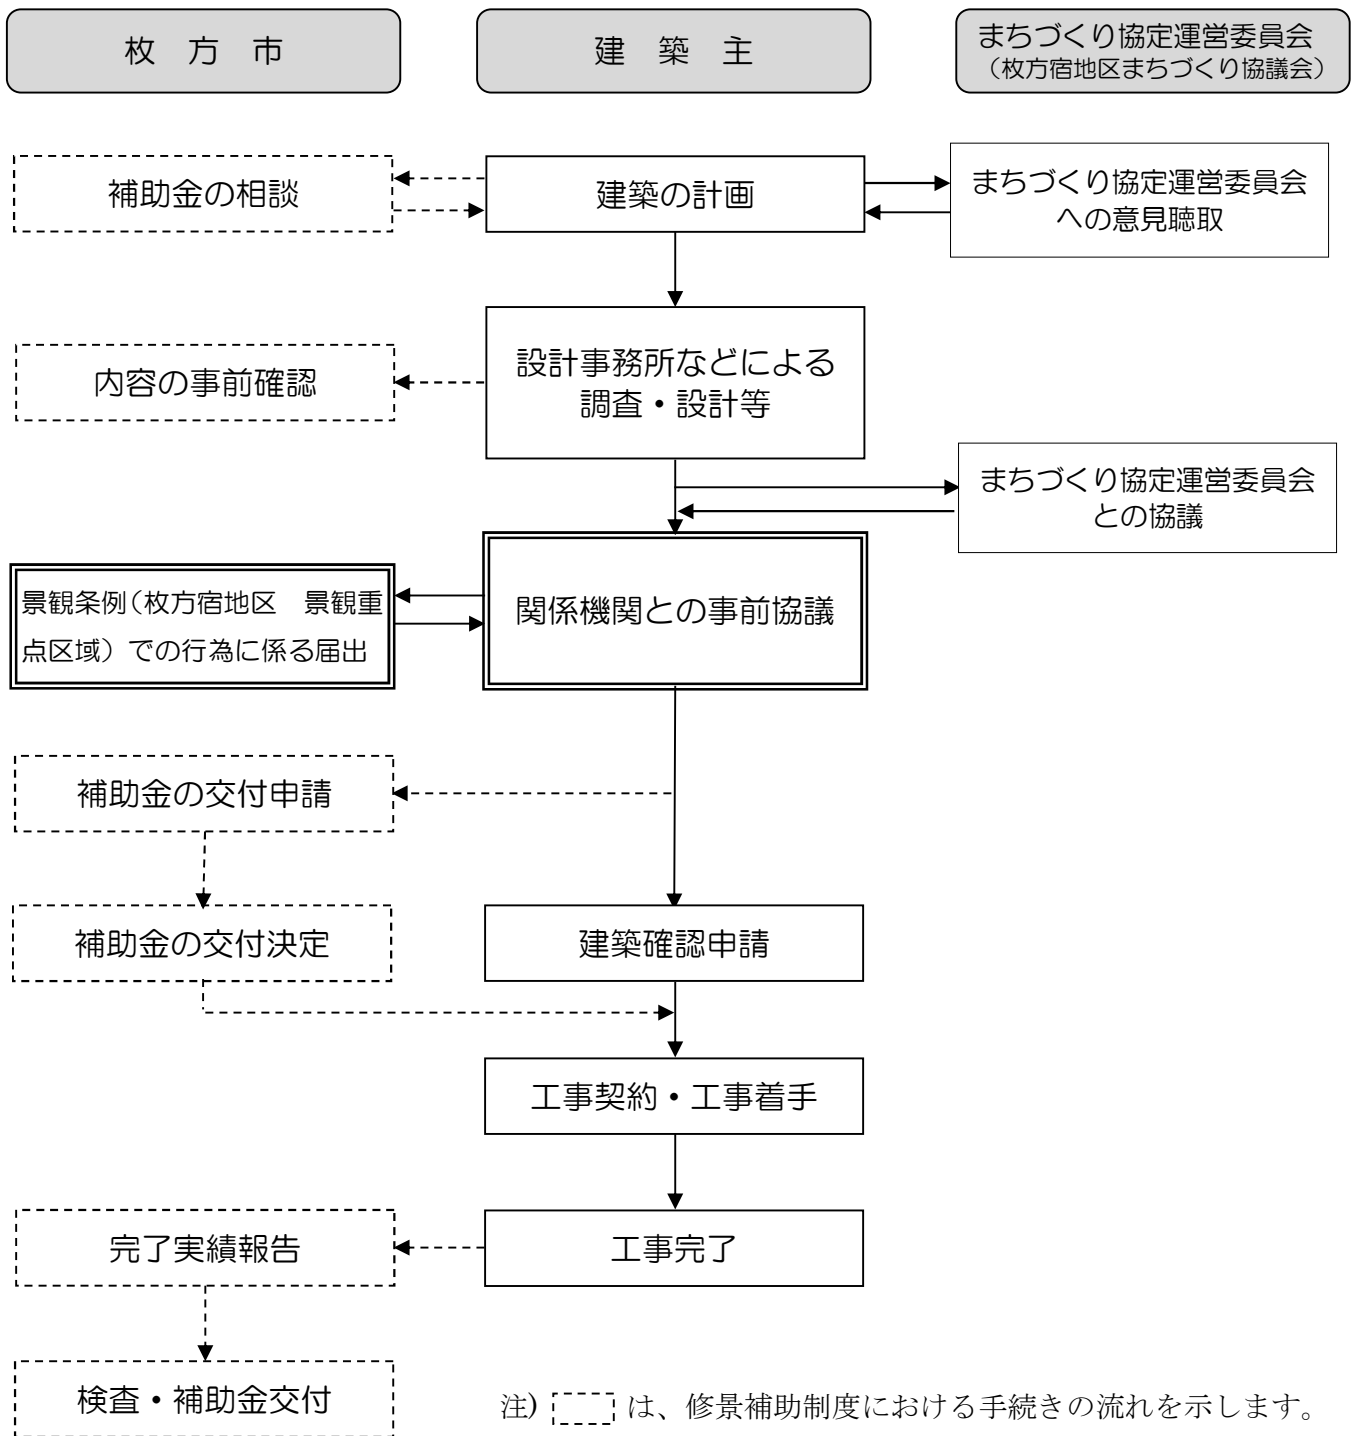 枚　方　市
建　築　主
まちづくり協定運営委員会
（枚方宿地区まちづくり協議会）
補助金の相談
建築の計画
まちづくり協定運営委員会
への意見聴取
内容の事前確認
設計事務所などによる
調査・設計等
まちづくり協定運営委員会
との協議
景観条例（枚方宿地区　景観重
点区域）での行為に係る届出
関係機関との事前協議
補助金の交付申請
補助金の交付決定
建築確認申請
工事契約・工事着手
完了実績報告
工事完了
検査・補助金交付
注) は、修景補助制度における手続きの流れを示します。